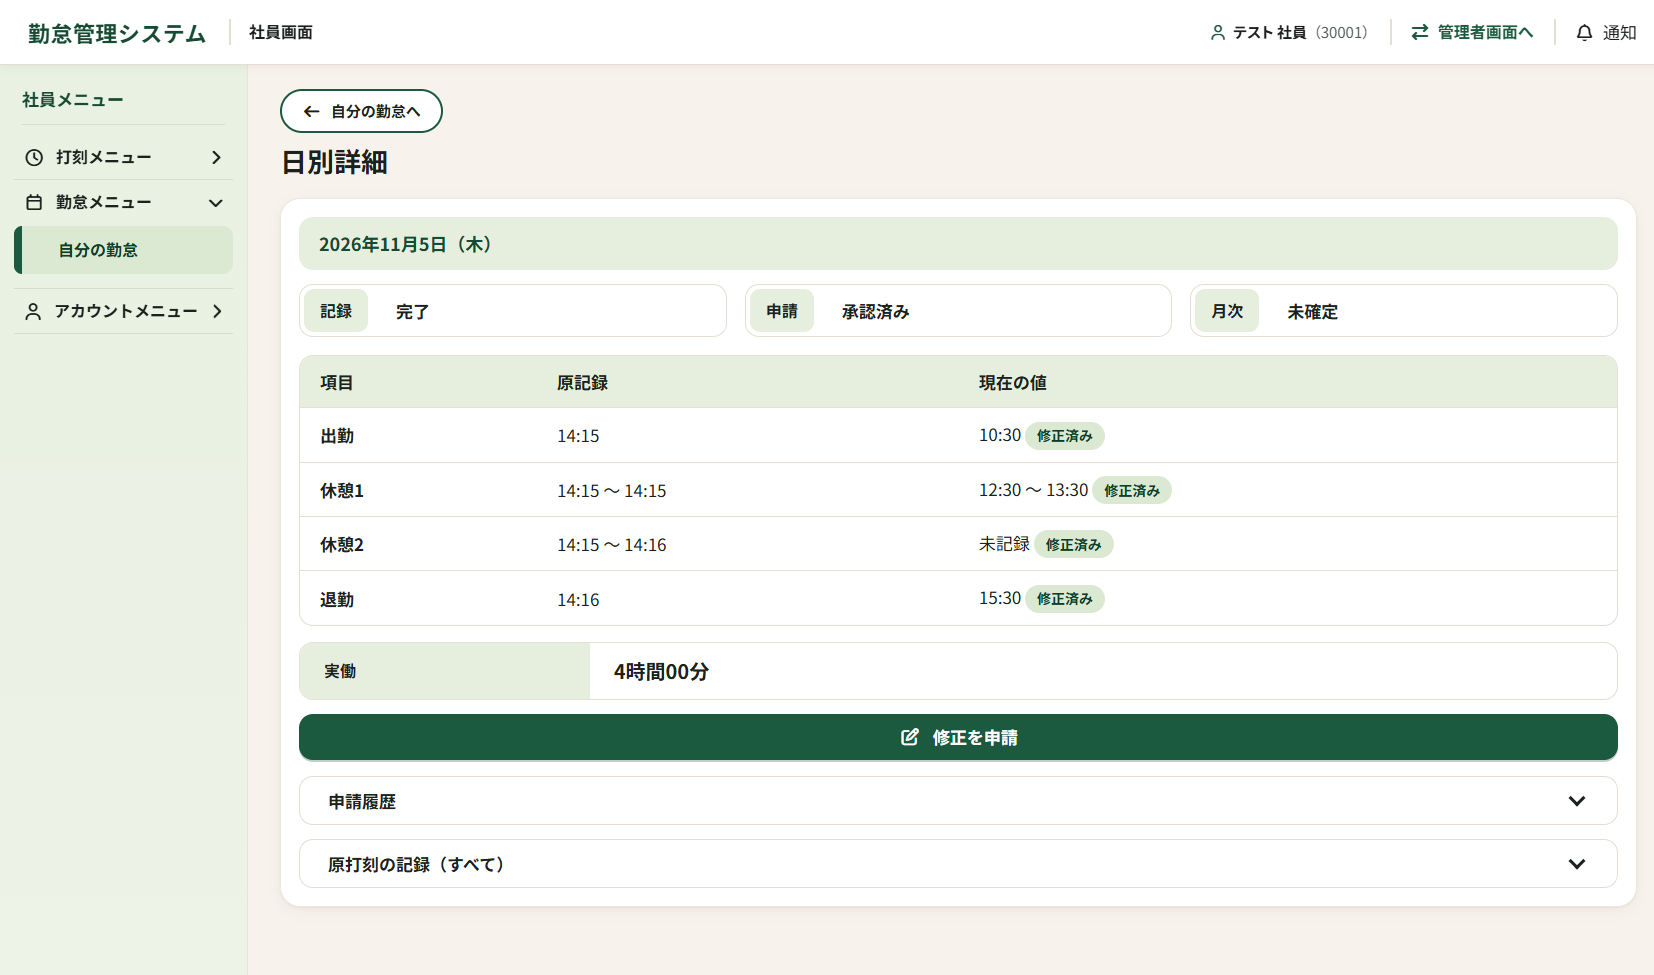 勤怠管理システム 社員画面 テスト 社員 (30001) 管理者画面へ 通知
社員メニュー
打刻メニュー
勤怠メニュー
自分の勤怠
アカウントメニュー
自分の勤怠へ
日別詳細
2026年11月5日（木）
記録 完了 申請 承認済み 月次 未確定
項目 原記録 現在の値
出勤 14:15 10:30 修正済み
休憩1 14:15 〜 14:15 12:30 〜 13:30 修正済み
休憩2 14:15 〜 14:16 未記録 修正済み
退勤 14:16 15:30 修正済み
実働 4時間00分
修正を申請
申請履歴
原打刻の記録（すべて）